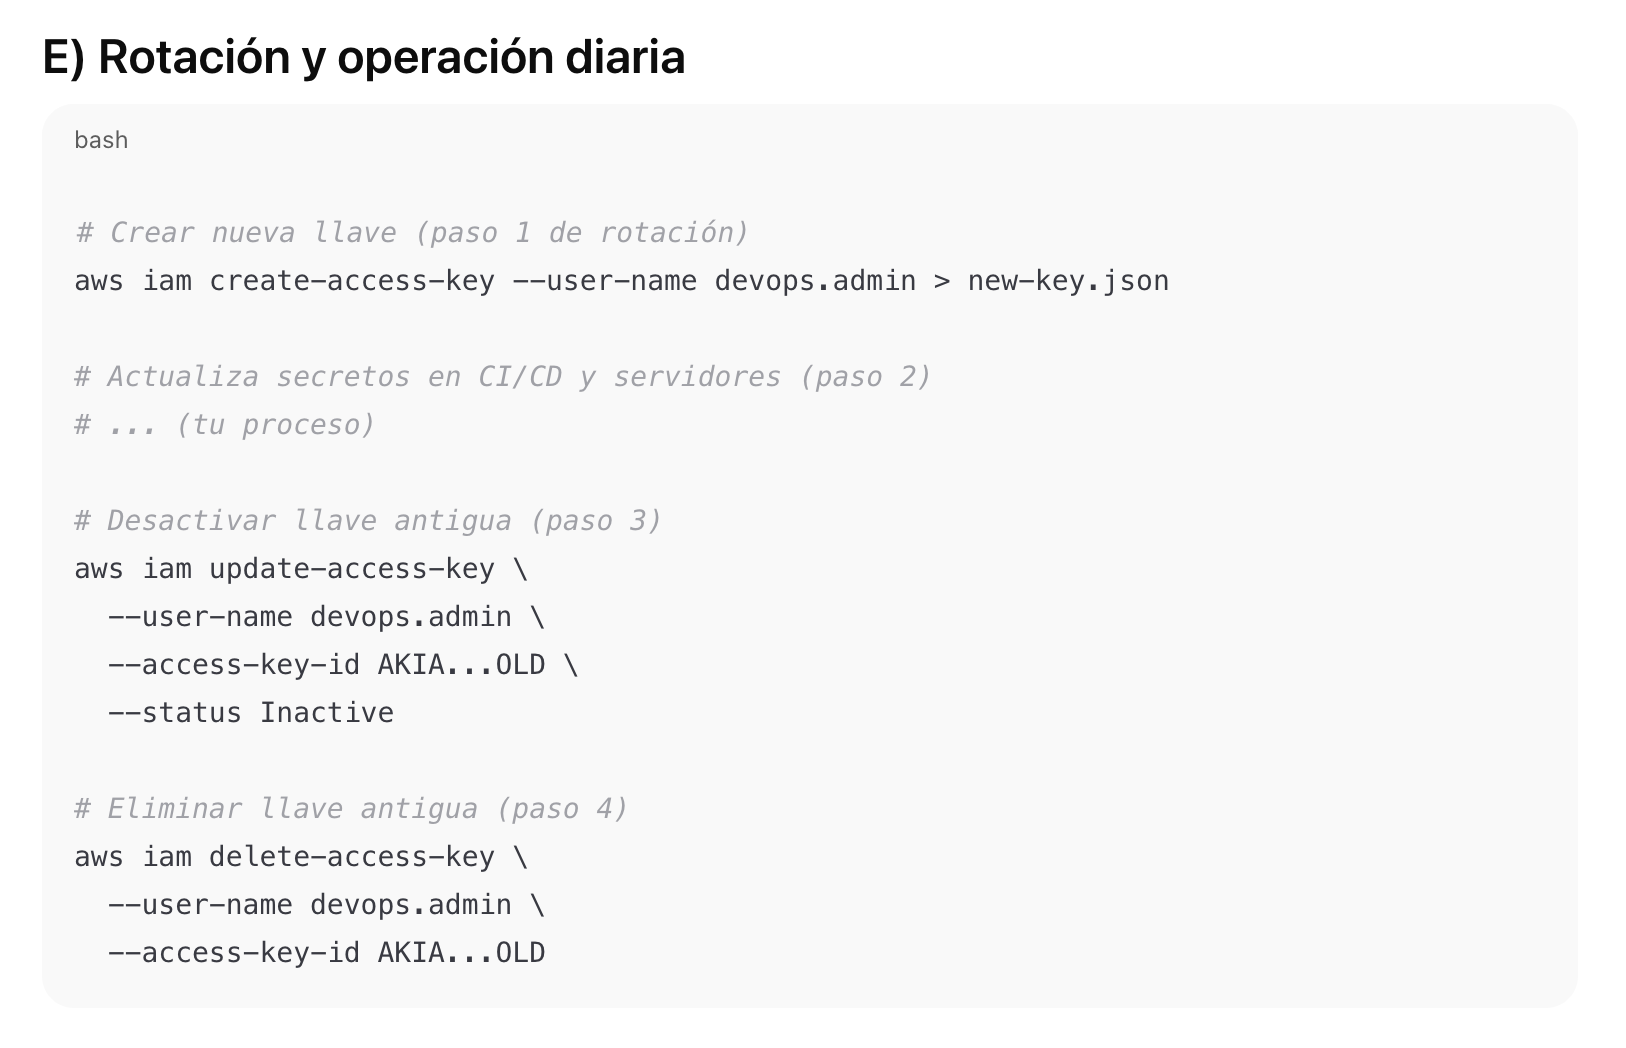 E) Rotación y operación diaria
bash
# Crear nueva llave (paso 1 de rotación)
aws iam create-access-key --user-name devops.admin > new-key.json
# Actualiza secretos en CI/CD y servidores (paso 2)
# ... (tu proceso)
# Desactivar llave antigua (paso 3)
aws iam update-access-key \
  --user-name devops.admin \
  --access-key-id AKIA...OLD \
  --status Inactive
# Eliminar llave antigua (paso 4)
aws iam delete-access-key \
  --user-name devops.admin \
  --access-key-id AKIA...OLD